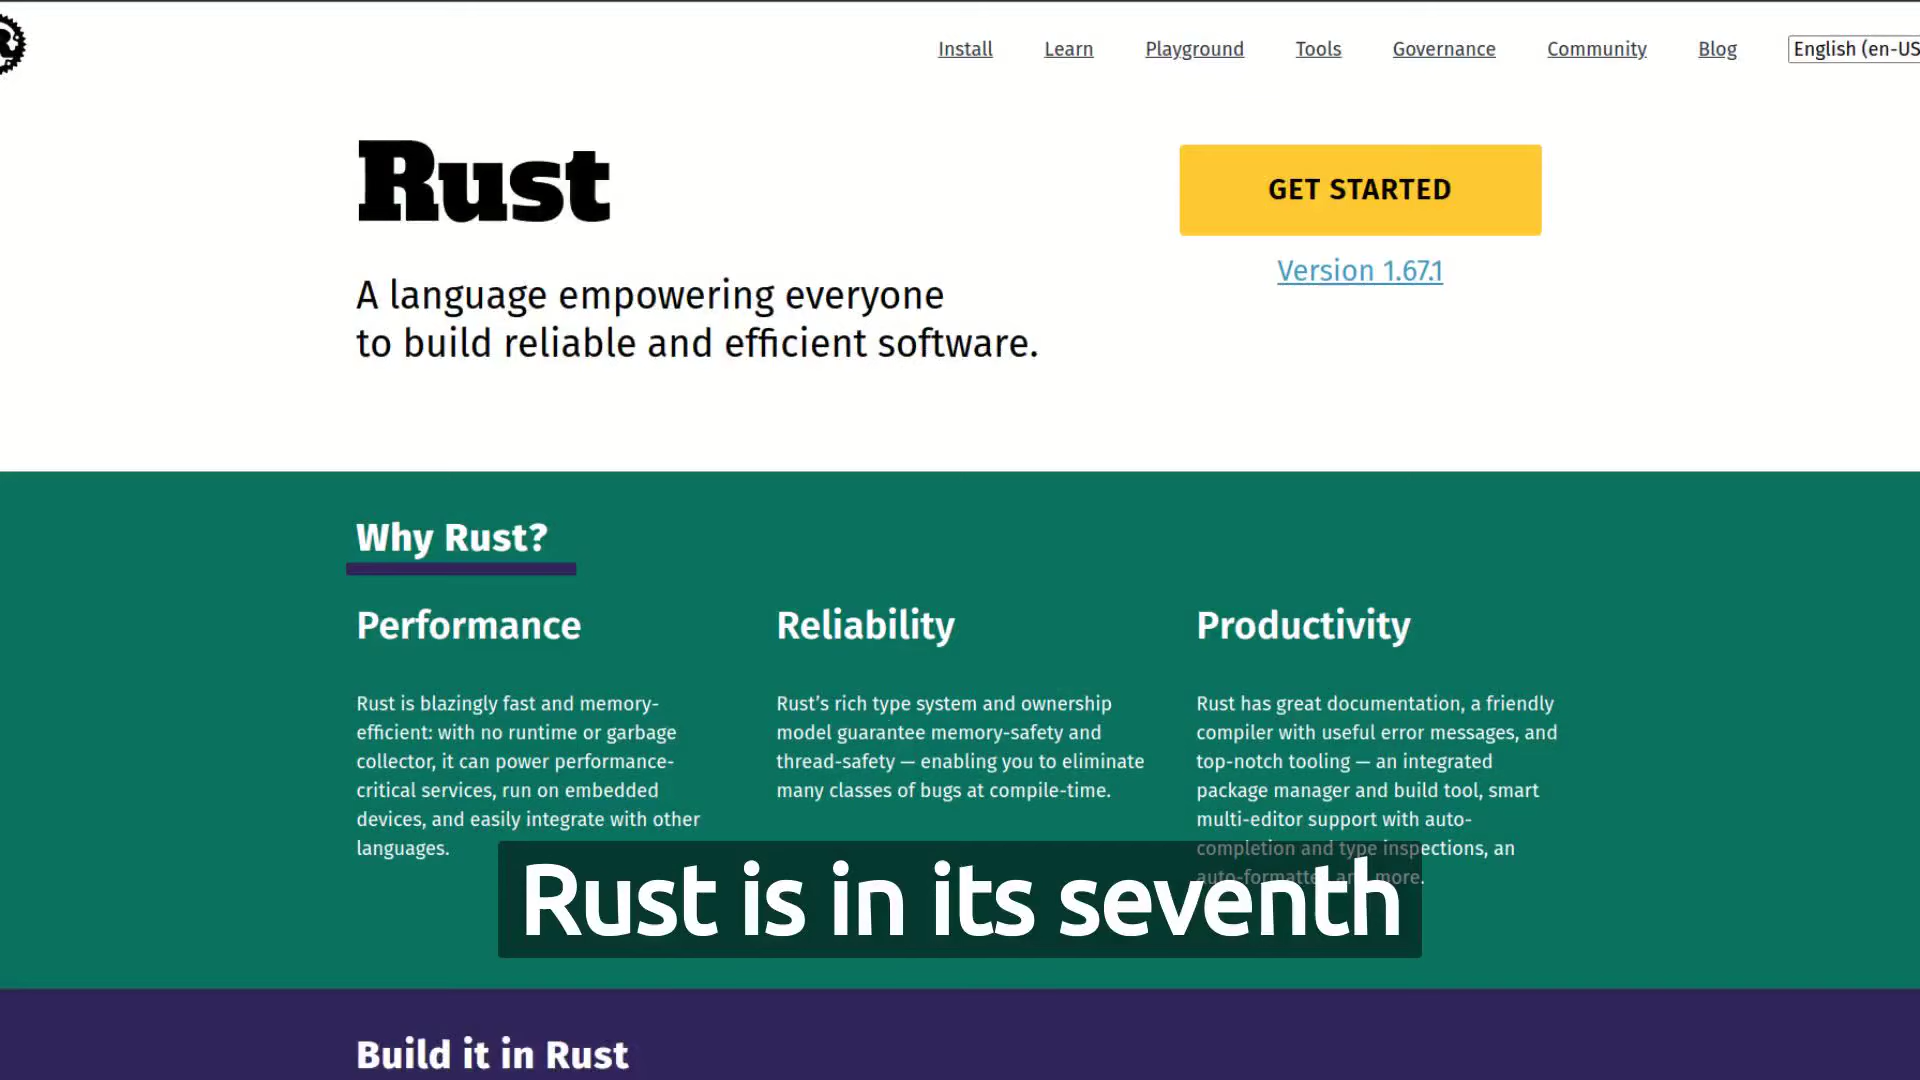 Install Learn Playground Tools Governance Community Blog English (en-US
Rust
GET STARTED
Version 1.67.1
A language empowering everyone
to build reliable and efficient software.
Why Rust?
Performance
Rust is blazingly fast and memory-
efficient: with no runtime or garbage
collector, it can power performance-
critical services, run on embedded
devices, and easily integrate with other
languages.
Reliability
Rust’s rich type system and ownership
model guarantee memory-safety and
thread-safety — enabling you to eliminate
many classes of bugs at compile-time.
Productivity
Rust has great documentation, a friendly
compiler with useful error messages, and
top-notch tooling — an integrated
package manager and build tool, smart
multi-editor support with auto-
completion and type inspections, an
auto-formatter, and more.
Rust is in its seventh
Build it in Rust